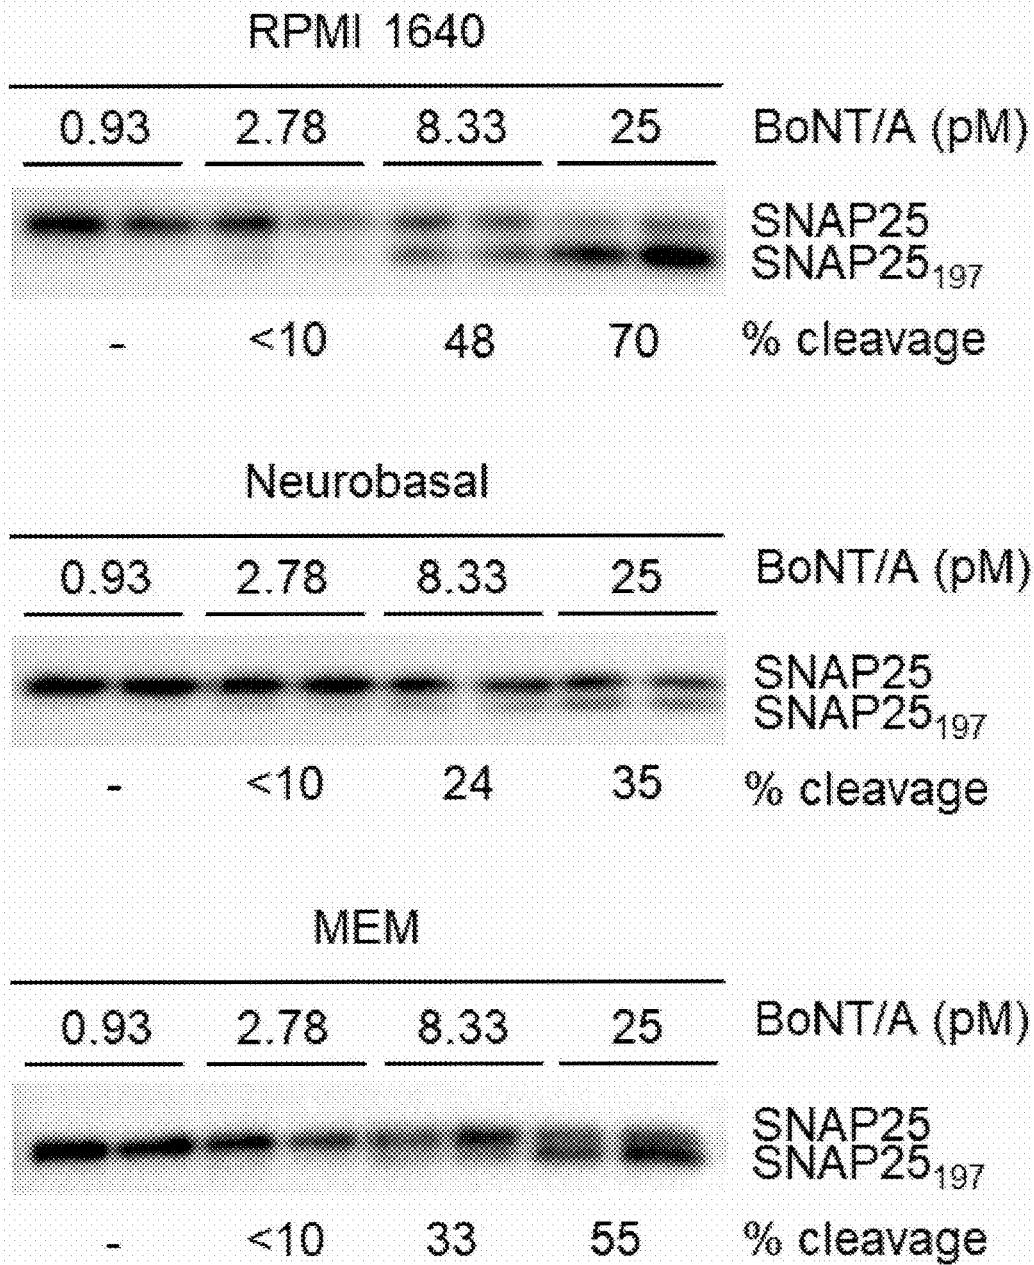 RPMI 1640
0.93 2.78 8.33 25 BoNT/A (pM)
SNAP25
SNAP25₁₉₇
- <10 48 70 % cleavage
Neurobasal
0.93 2.78 8.33 25 BoNT/A (pM)
SNAP25
SNAP25₁₉₇
- <10 24 35 % cleavage
MEM
0.93 2.78 8.33 25 BoNT/A (pM)
SNAP25
SNAP25₁₉₇
- <10 33 55 % cleavage